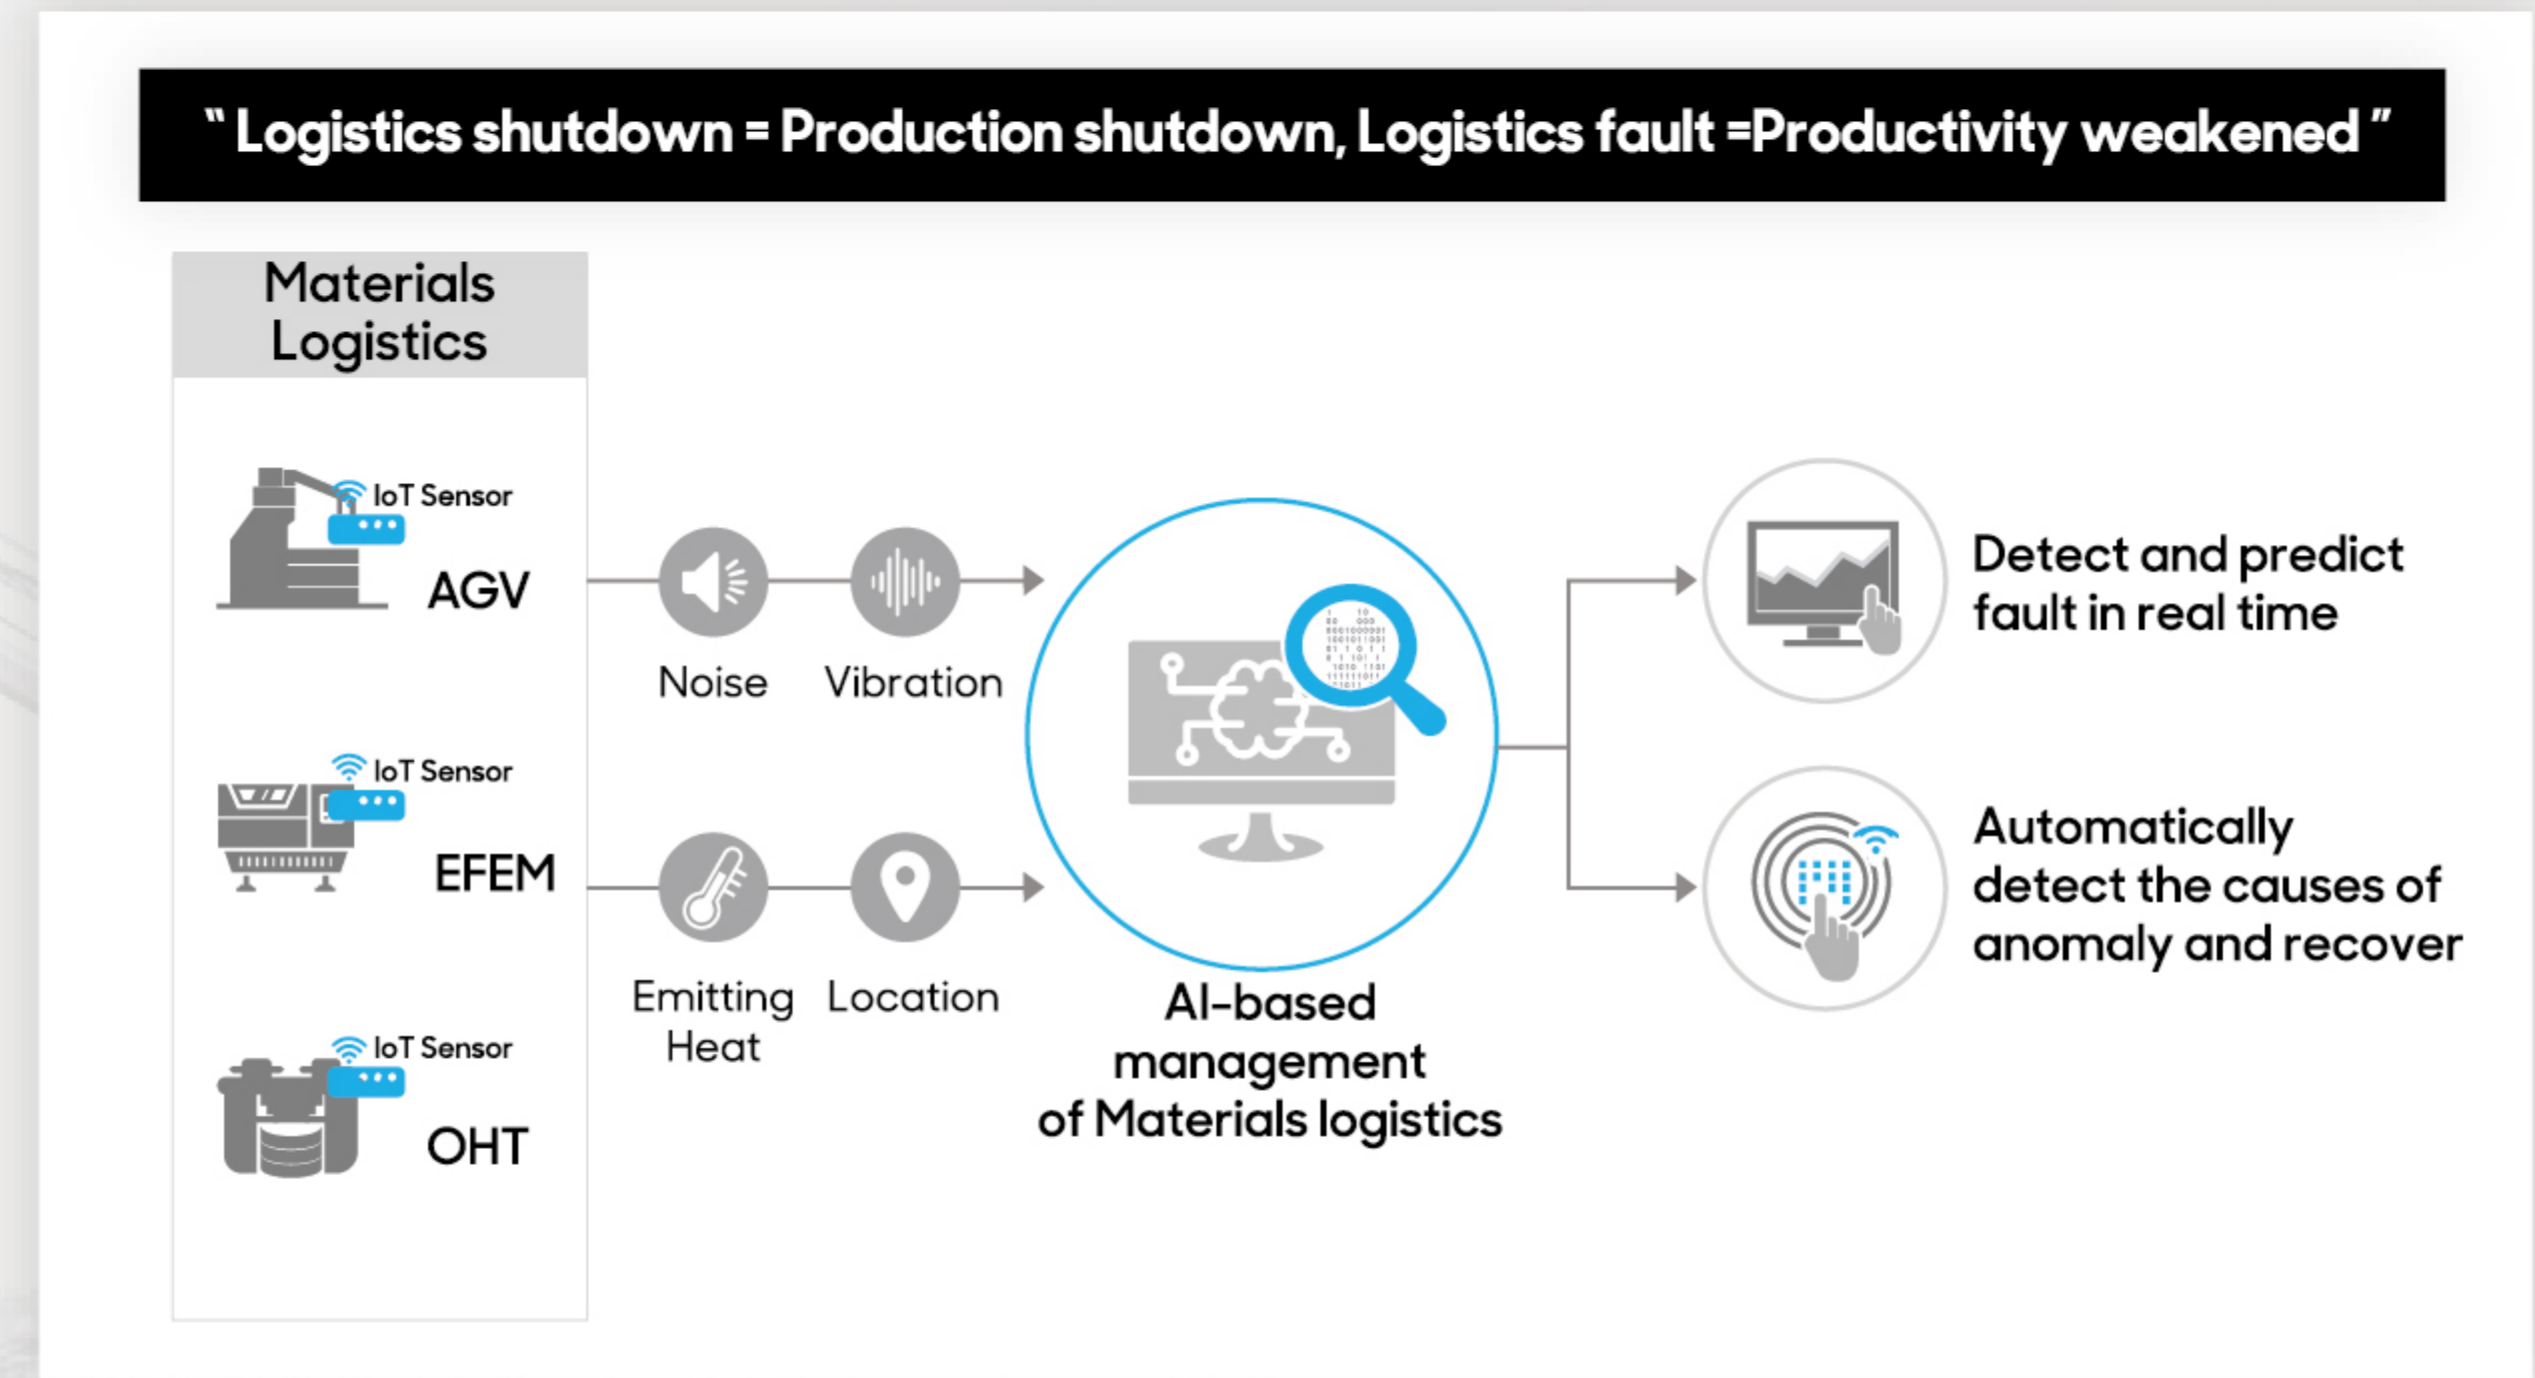 “ Logistics shutdown = Production shutdown, Logistics fault =Productivity weakened ”
Materials
Logistics
IoT Sensor
AGV
IoT Sensor
EFEM
IoT Sensor
OHT
Noise
Vibration
Emitting
Heat
Location
AI-based
management
of Materials logistics
Detect and predict
fault in real time
Automatically
detect the causes of
anomaly and recover